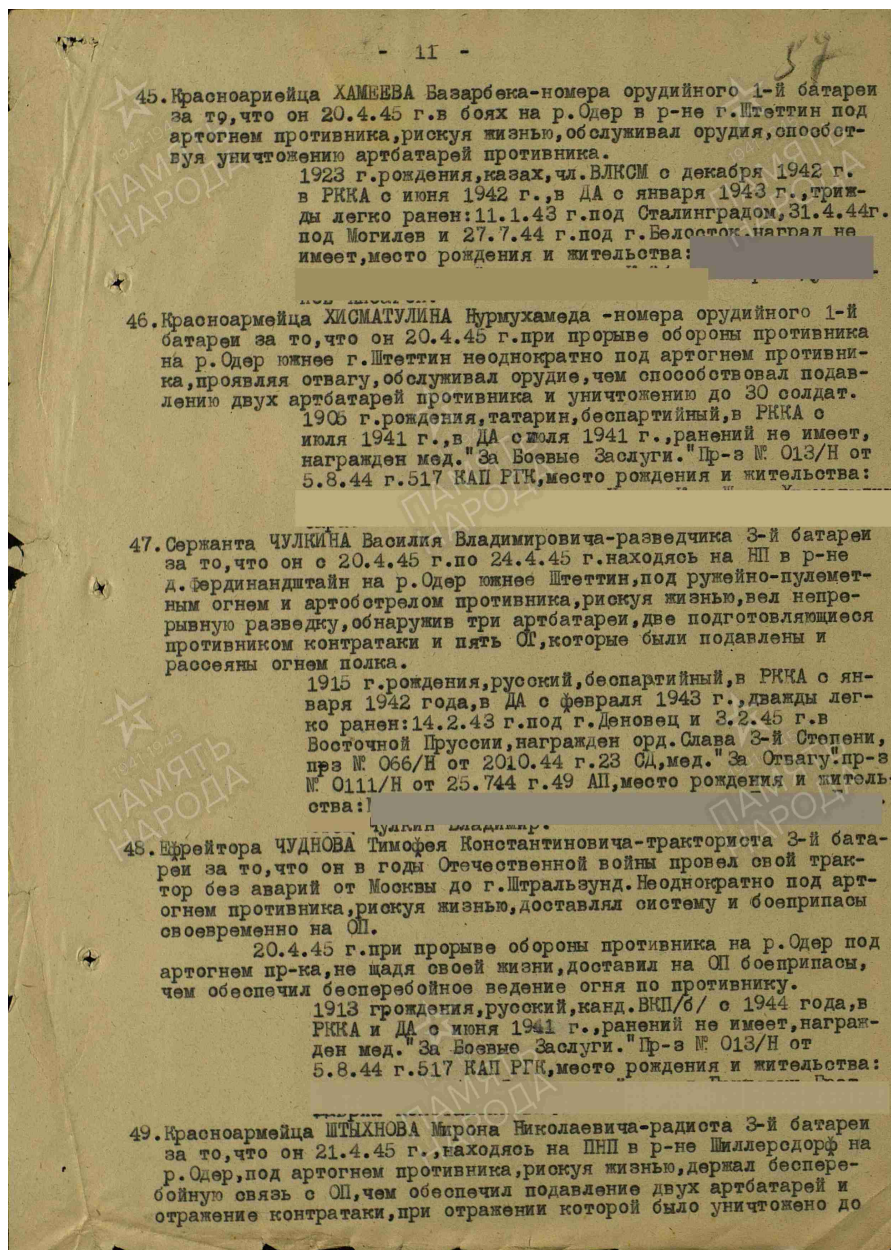 - 11 -
57
45.Красноариейца ХАМЕЕВА Базарбека-номера орудийного 1-й батареи
за то,что он 20.4.45 г.в боях на р.Одер в р-не г.Штеттин под
артогнем противника,рискуя жизнью,обслуживал орудия,способст-
вуя уничтожению артбатарей противника.
1923 г.рождения,казах,чл.ВЛКСМ с декабря 1942 г.
в РККА с июня 1942 г.,в ДА с января 1943 г.,триж-
ды легко ранен:11.1.43 г.под Сталинградом,31.4.44г.
под Могилев и 27.7.44 г.под г.Белосток,наград не
имеет,место рождения и жительства:
46.Красноармейца ХИСМАТУЛИНА Нурмухамеда -номера орудийного 1-й
батареи за то,что он 20.4.45 г.при прорыве обороны противника
на р.Одер южнее г.Штеттин неоднократно под артогнем противни-
ка,проявляя отвагу,обслуживал орудие,чем способствовал подав-
лению двух артбатарей противника и уничтожению до 30 солдат.
1905 г.рождения,татарин,беспартийный,в РККА с
июля 1941 г.,в ДА с июля 1941 г.,ранений не имеет,
награжден мед."За Боевые Заслуги."Пр-з № 013/Н от
5.8.44 г.517 КАП РГК,место рождения и жительства:
47.Сержанта ЧУЛКИНА Василия Владимировича-разведчика 3-й батареи
за то,что он с 20.4.45 г.по 24.4.45 г.находясь на НП в р-не
д.Фердинандштайн на р.Одер южнее Штеттин,под ружейно-пулемет-
ным огнем и артобстрелом противника,рискуя жизнью,вел непре-
рывную разведку,обнаружив три артбатареи,две подготовляющиеся
противником контратаки и пять ОТ,которые были подавлены и
рассеяны огнем полка.
1915 г.рождения,русский,беспартийный,в РККА с ян-
варя 1942 года,в ДА с февраля 1943 г.,дважды лег-
ко ранен:14.2.43 г.под г.Деновец и 3.2.45 г.в
Восточной Пруссии,награжден орд.Слава 3-й Степени,
през № 066/Н от 2010.44 г.23 СД,мед."За Отвагу".пр-з
№ 0111/Н от 25.744 г.49 АП,место рождения и житель-
ства:
Чулкин Владимир.
48.Ефрейтора ЧУДНОВА Тимофея Константиновича-тракториста 3-й бата-
реи за то,что он в годы Отечественной войны провел свой трак-
тор без аварий от Москвы до г.Штральзунд.Неоднократно под арт-
огнем противника,рискуя жизнью,доставлял систему и боеприпасы
своевременно на ОП.
20.4.45 г.при прорыве обороны противника на р.Одер под
артогнем пр-ка,не щадя своей жизни,доставил на ОП боеприпасы,
чем обеспечил бесперебойное ведение огня по противнику.
1913 грождения,русский,канд.ВКП/б/ с 1944 года,в
РККА и ДА с июня 1941 г.,ранений не имеет,награж-
ден мед."За Боевые Заслуги."Пр-з № 013/Н от
5.8.44 г.517 КАП РГК,место рождения и жительства:
49.Красноармейца ШТЫХНОВА Мирона Николаевича-радиста 3-й батареи
за то,что он 21.4.45 г.,находясь на ПНП в р-не Шиллерсдорф на
р.Одер,под артогнем противника,рискуя жизнью,держал беспере-
бойную связь с ОП,чем обеспечил подавление двух артбатарей и
отражение контратаки,при отражении которой было уничтожено до